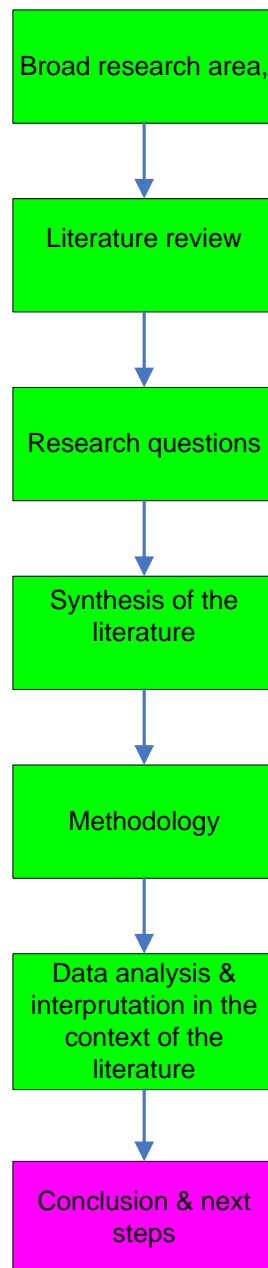 Broad research area,
Literature review
Research questions
Synthesis of the
literature
Methodology
Data analysis &
interprutation in the
context of the
literature
Conclusion & next
steps